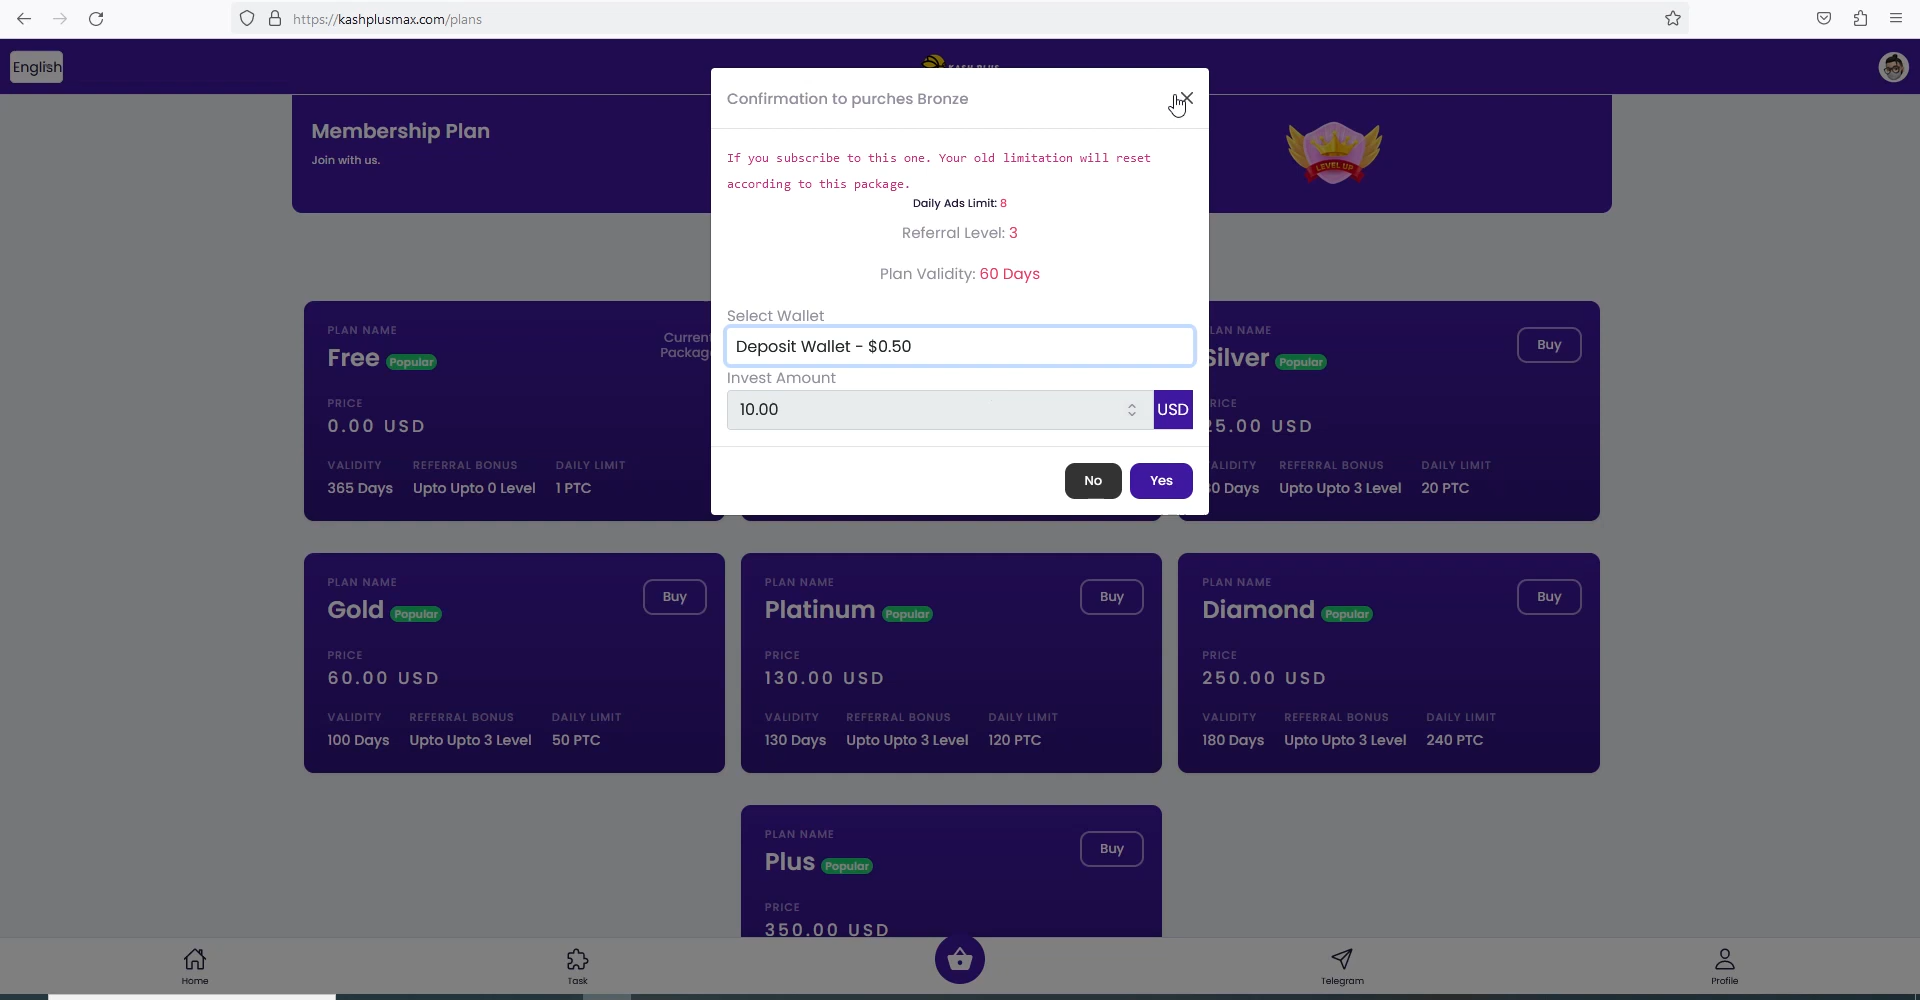 https://kashplusmax.com/plans
English
KASH PLUS
Confirmation to purches Bronze
Membership Plan
Join with us.
LEVEL UP
If you subscribe to this one. Your old limitation will reset
according to this package.
Daily Ads Limit: 8
Referral Level: 3
Plan Validity: 60 Days
Select Wallet
Deposit Wallet - $0.50
Invest Amount
10.00
USD
No
Yes
PLAN NAME
Free Popular
Current
PRICE
0.00 USD
VALIDITY REFERRAL BONUS DAILY LIMIT
365 Days Upto Upto 0 Level 1 PTC
NAME
Silver Popular
Buy
25.00 USD
REFERRAL BONUS DAILY LIMIT
Days Upto Upto 3 Level 20 PTC
PLAN NAME
Gold Popular
Buy
PRICE
60.00 USD
VALIDITY REFERRAL BONUS DAILY LIMIT
100 Days Upto Upto 3 Level 50 PTC
PLAN NAME
Platinum Popular
Buy
PRICE
130.00 USD
VALIDITY REFERRAL BONUS DAILY LIMIT
130 Days Upto Upto 3 Level 120 PTC
PLAN NAME
Diamond Popular
Buy
PRICE
250.00 USD
VALIDITY REFERRAL BONUS DAILY LIMIT
180 Days Upto Upto 3 Level 240 PTC
PLAN NAME
Plus Popular
Buy
PRICE
350.00 USD
Home
Task
Telegram
Profile